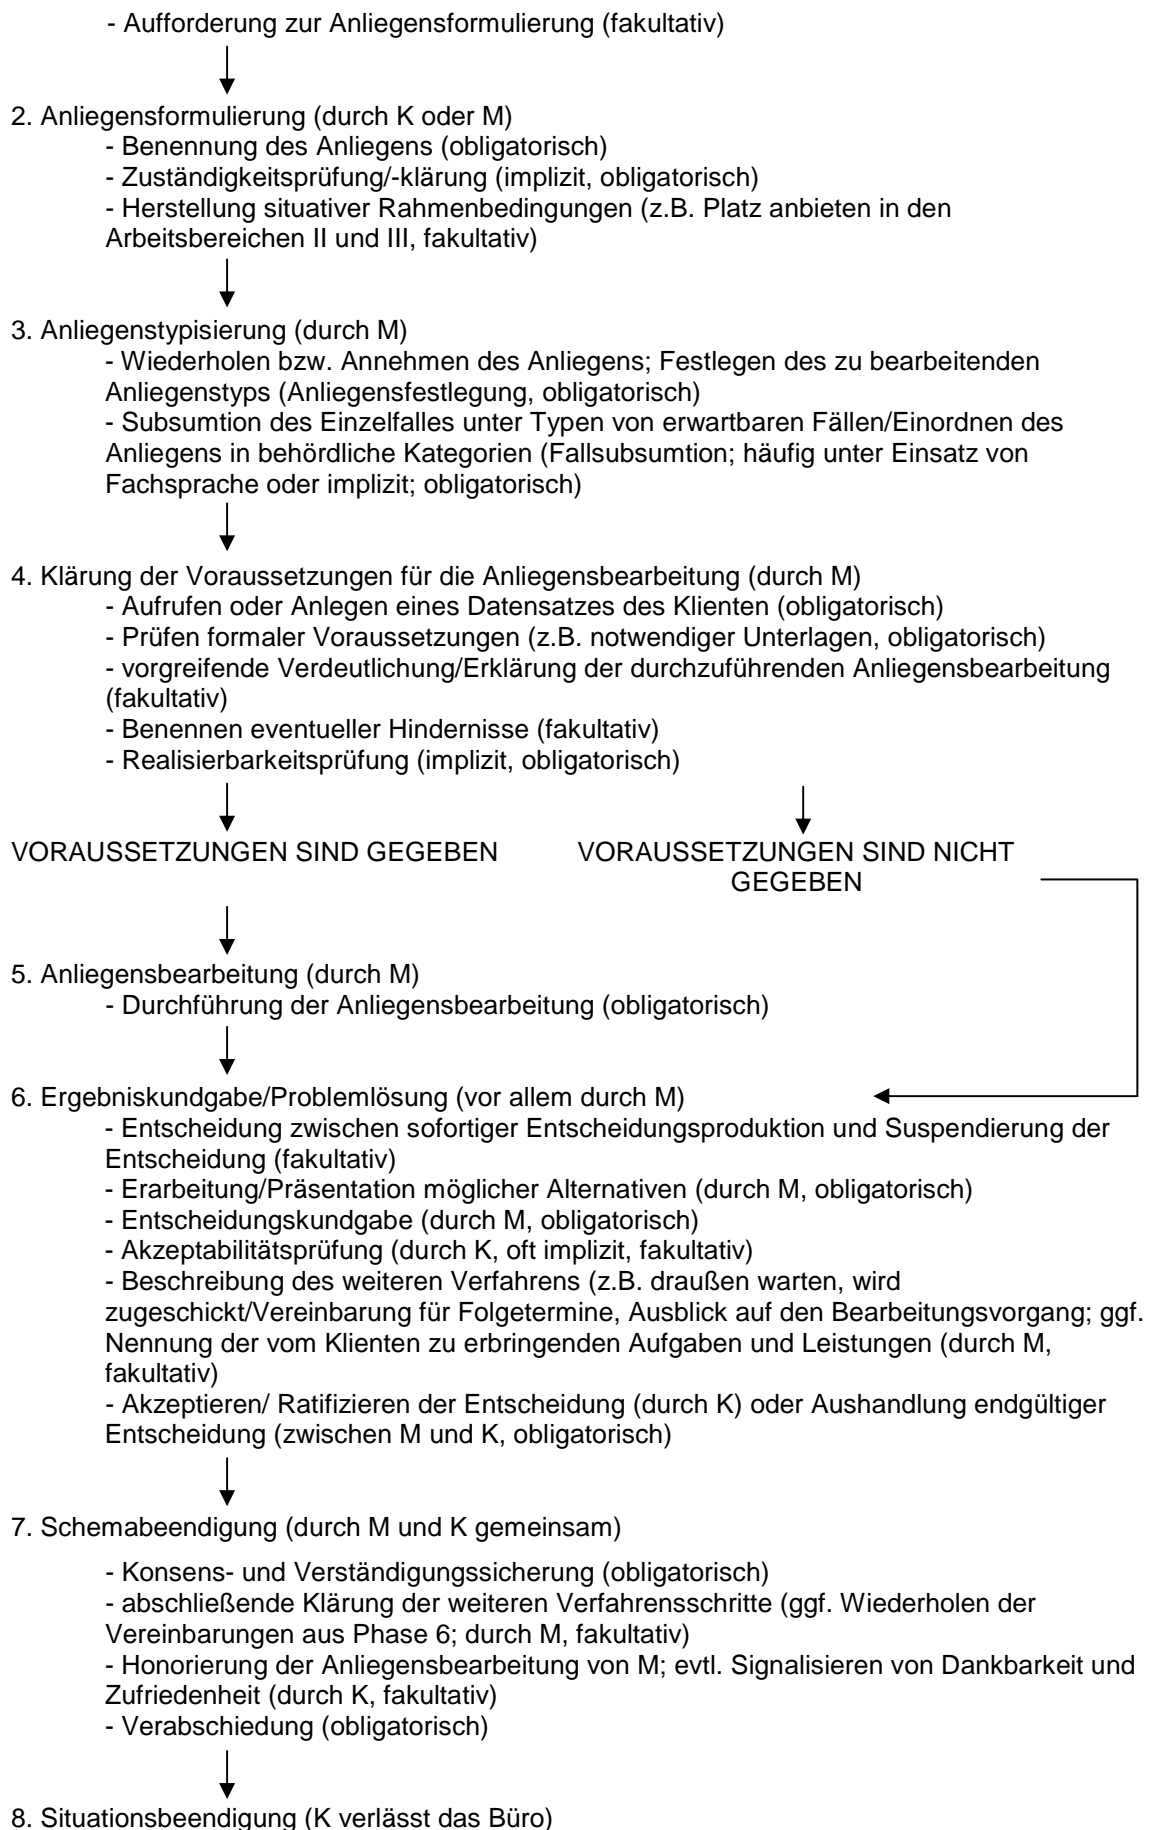 - Aufforderung zur Anliegensformulierung (fakultativ)
2. Anliegensformulierung (durch K oder M)
- Benennung des Anliegens (obligatorisch)
- Zuständigkeitsprüfung/-klärung (implizit, obligatorisch)
- Herstellung situativer Rahmenbedingungen (z.B. Platz anbieten in den
Arbeitsbereichen II und III, fakultativ)
3. Anliegenstypisierung (durch M)
- Wiederholen bzw. Annehmen des Anliegens; Festlegen des zu bearbeitenden
Anliegenstyps (Anliegensfestlegung, obligatorisch)
- Subsumtion des Einzelfalles unter Typen von erwartbaren Fällen/Einordnen des
Anliegens in behördliche Kategorien (Fallsubsumtion; häufig unter Einsatz von
Fachsprache oder implizit; obligatorisch)
4. Klärung der Voraussetzungen für die Anliegensbearbeitung (durch M)
- Aufrufen oder Anlegen eines Datensatzes des Klienten (obligatorisch)
- Prüfen formaler Voraussetzungen (z.B. notwendiger Unterlagen, obligatorisch)
- vorgreifende Verdeutlichung/Erklärung der durchzuführenden Anliegensbearbeitung
(fakultativ)
- Benennen eventueller Hindernisse (fakultativ)
- Realisierbarkeitsprüfung (implizit, obligatorisch)
VORAUSSETZUNGEN SIND GEGEBEN
VORAUSSETZUNGEN SIND NICHT
GEGEBEN
5. Anliegensbearbeitung (durch M)
- Durchführung der Anliegensbearbeitung (obligatorisch)
6. Ergebniskundgabe/Problemlösung (vor allem durch M)
- Entscheidung zwischen sofortiger Entscheidungsproduktion und Suspendierung der
Entscheidung (fakultativ)
- Erarbeitung/Präsentation möglicher Alternativen (durch M, obligatorisch)
- Entscheidungskundgabe (durch M, obligatorisch)
- Akzeptabilitätsprüfung (durch K, oft implizit, fakultativ)
- Beschreibung des weiteren Verfahrens (z.B. draußen warten, wird
zugeschickt/Vereinbarung für Folgetermine, Ausblick auf den Bearbeitungsvorgang; ggf.
Nennung der vom Klienten zu erbringenden Aufgaben und Leistungen (durch M,
fakultativ)
- Akzeptieren/ Ratifizieren der Entscheidung (durch K) oder Aushandlung endgültiger
Entscheidung (zwischen M und K, obligatorisch)
7. Schemabeendigung (durch M und K gemeinsam)
- Konsens- und Verständigungssicherung (obligatorisch)
- abschließende Klärung der weiteren Verfahrensschritte (ggf. Wiederholen der
Vereinbarungen aus Phase 6; durch M, fakultativ)
- Honorierung der Anliegensbearbeitung von M; evtl. Signalisieren von Dankbarkeit und
Zufriedenheit (durch K, fakultativ)
- Verabschiedung (obligatorisch)
8. Situationsbeendigung (K verlässt das Büro)